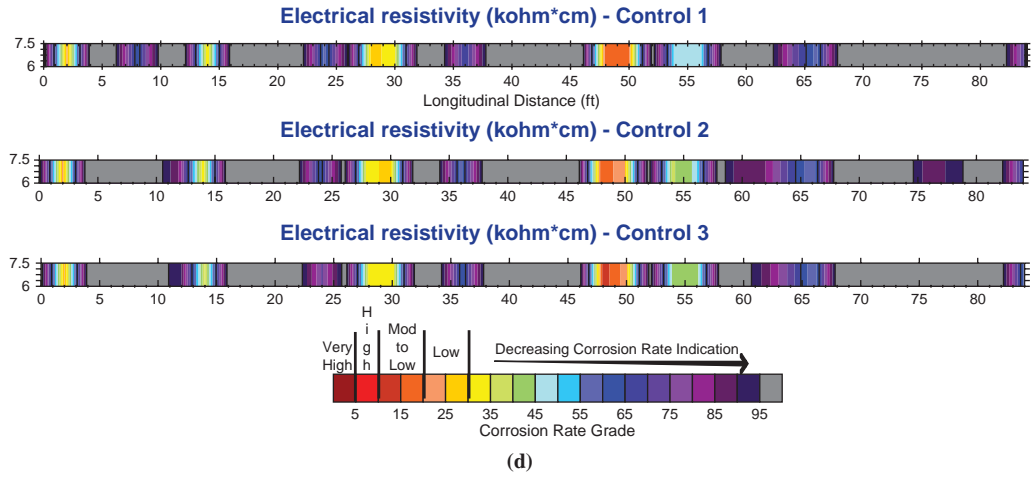 Electrical resistivity (kohm*cm) - Control 1
7.5
6
0 5 10 15 20 25 30 35 40 45 50 55 60 65 70 75 80
Longitudinal Distance (ft)
Electrical resistivity (kohm*cm) - Control 2
7.5
6
0 5 10 15 20 25 30 35 40 45 50 55 60 65 70 75 80
Electrical resistivity (kohm*cm) - Control 3
7.5
6
0 5 10 15 20 25 30 35 40 45 50 55 60 65 70 75 80
Very
High
H
i
g
h
Mod
to
Low
Low
Decreasing Corrosion Rate Indication
5 15 25 35 45 55 65 75 85 95
Corrosion Rate Grade
(d)